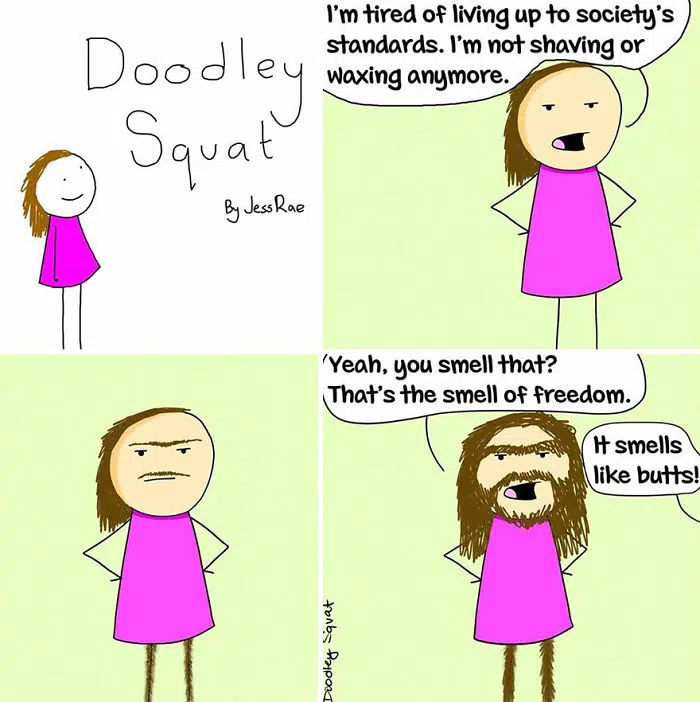 Doodley
Squat
By Jess Rae
I'm tired of living up to society's
standards. I'm not shaving or
waxing anymore.
Yeah, you smell that?
That's the smell of freedom.
It smells
like butts!
Doodley Squat